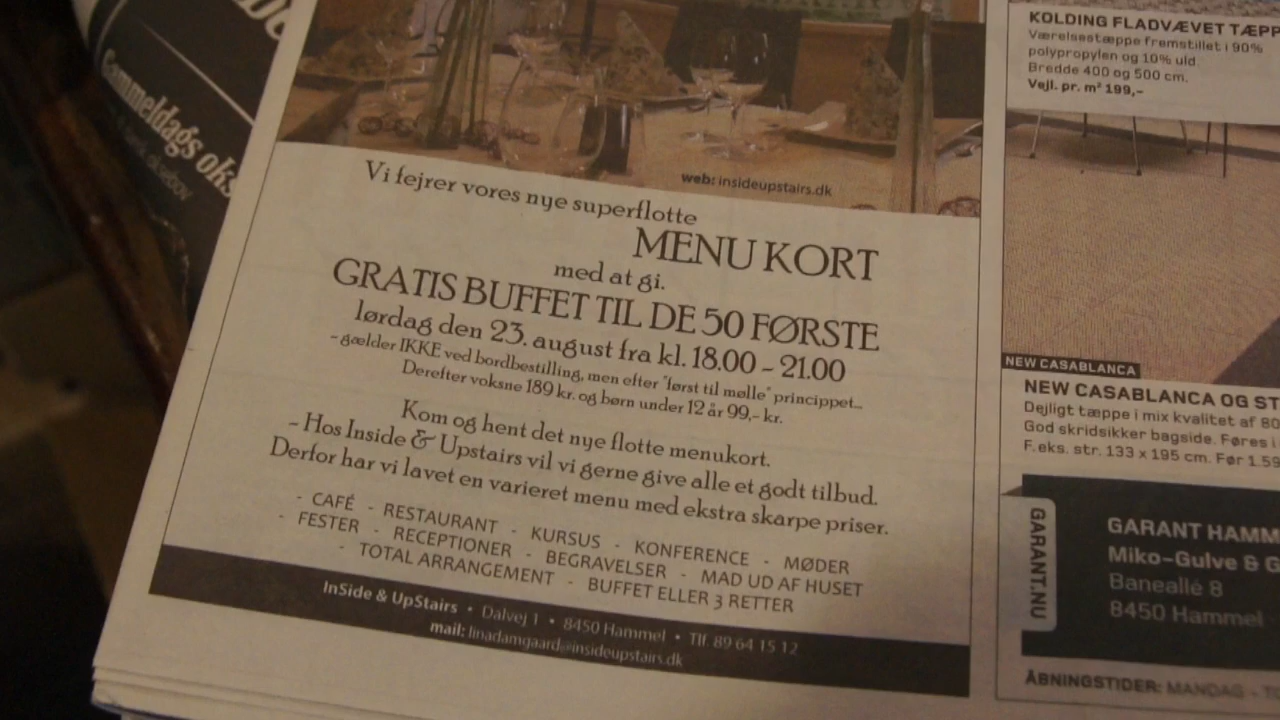 Gammeldags oks
web: insideupstairs.dk
Vi fejrer vores nye superflotte
MENU KORT
med at gi.
GRATIS BUFFET TIL DE 50 FØRSTE
lørdag den 23. august fra kl. 18.00 - 21.00
- gælder IKKE ved bordbestilling, men efter "først til mølle" princippet...
Derefter voksne 189 kr. og børn under 12 år 99,- kr.
Kom og hent det nye flotte menukort.
- Hos Inside & Upstairs vil vi gerne give alle et godt tilbud.
Derfor har vi lavet en varieret menu med ekstra skarpe priser.
- CAFÉ - RESTAURANT - KURSUS - KONFERENCE - MØDER
- FESTER - RECEPTIONER - BEGRAVELSER - MAD UD AF HUSET
- TOTAL ARRANGEMENT - BUFFET ELLER 3 RETTER
InSide & UpStairs • Dalvej 1 • 8450 Hammel • Tlf. 89 64 15 12
mail: linadamgaard@insideupstairs.dk
KOLDING FLADVÆVET TÆPP
Værelsestæppe fremstillet i 90%
polypropylen og 10% uld.
Bredde 400 og 500 cm.
Vejl. pr. m² 199,-
NEW CASABLANCA
NEW CASABLANCA OG ST
Dejligt tæppe i mix kvalitet af 80
God skridsikker bagside. Føres i
F.eks. str. 133 x 195 cm. Før 1.59
GARANT.NU
GARANT HAMM
Miko-Gulve & G
Baneallé 8
8450 Hammel
ÅBNINGSTIDER: MANDAG - T